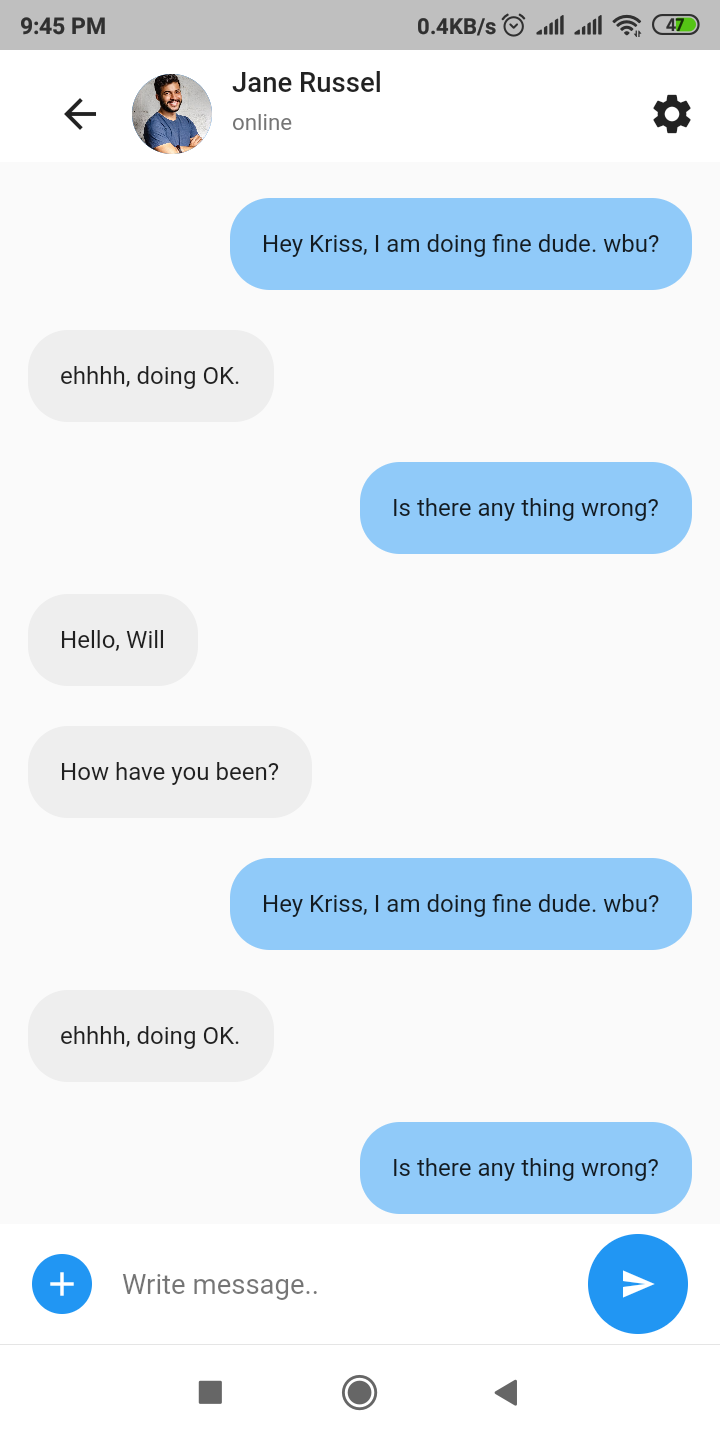 9:45 PM 0.4KB/s 47
Jane Russel
online
Hey Kriss, I am doing fine dude. wbu?
ehhhh, doing OK.
Is there any thing wrong?
Hello, Will
How have you been?
Hey Kriss, I am doing fine dude. wbu?
ehhhh, doing OK.
Is there any thing wrong?
Write message..